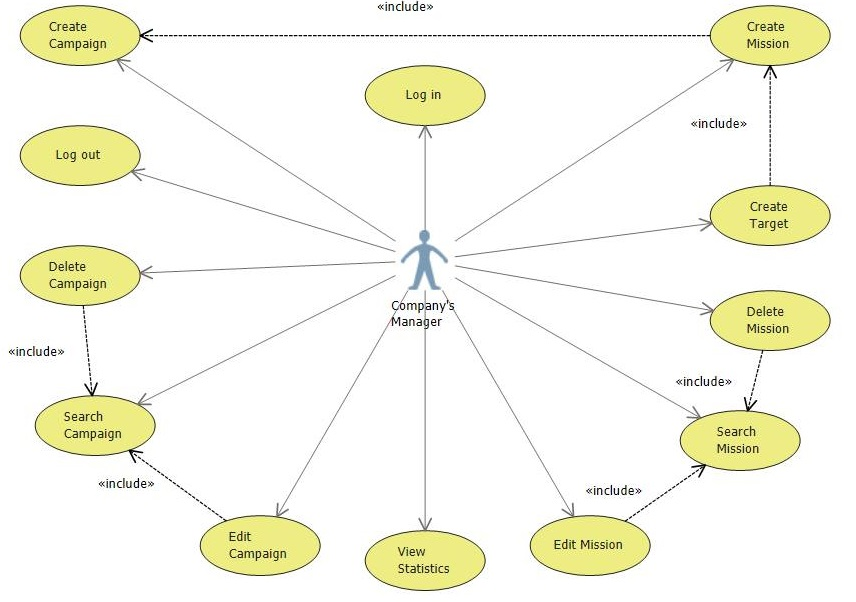 «include»
Create
Campaign
Create
Mission
Log in
«include»
Log out
Create
Target
Delete
Campaign
Company's
Manager
Delete
Mission
«include»
«include»
Search
Campaign
Search
Mission
«include»
«include»
Edit
Campaign
View
Statistics
Edit Mission